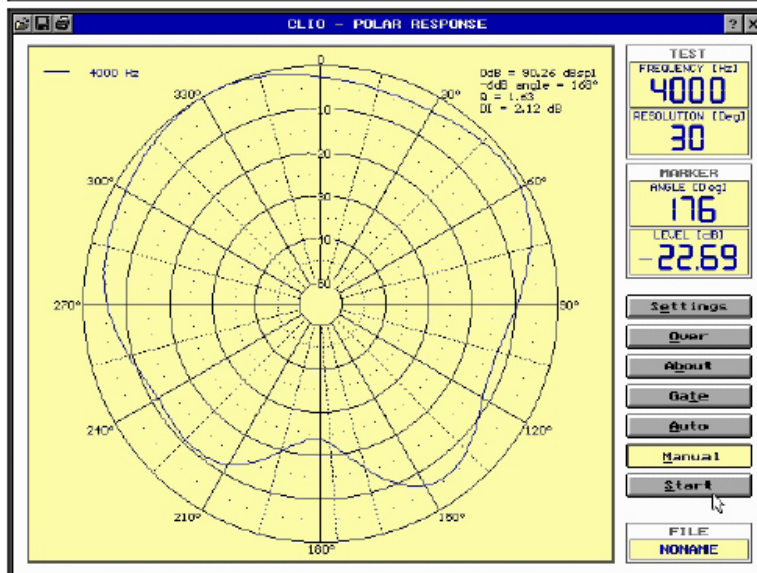 CLIO - POLAR RESPONSE
? X
4000 Hz
0dB = 90.26 dBspl
-6dB angle = 168°
Q = 1.63
DI = 2.12 dB
0
330°
30°
-10
-20
300°
60°
-30
-40
-50
270°
90°
240°
120°
210°
150°
180°
TEST
FREQUENCY [Hz]
4000
RESOLUTION [Deg]
30
MARKER
ANGLE [Deg]
176
LEVEL [dB]
-22.69
Settings
Over
About
Gate
Auto
Manual
Start
FILE
NONAME